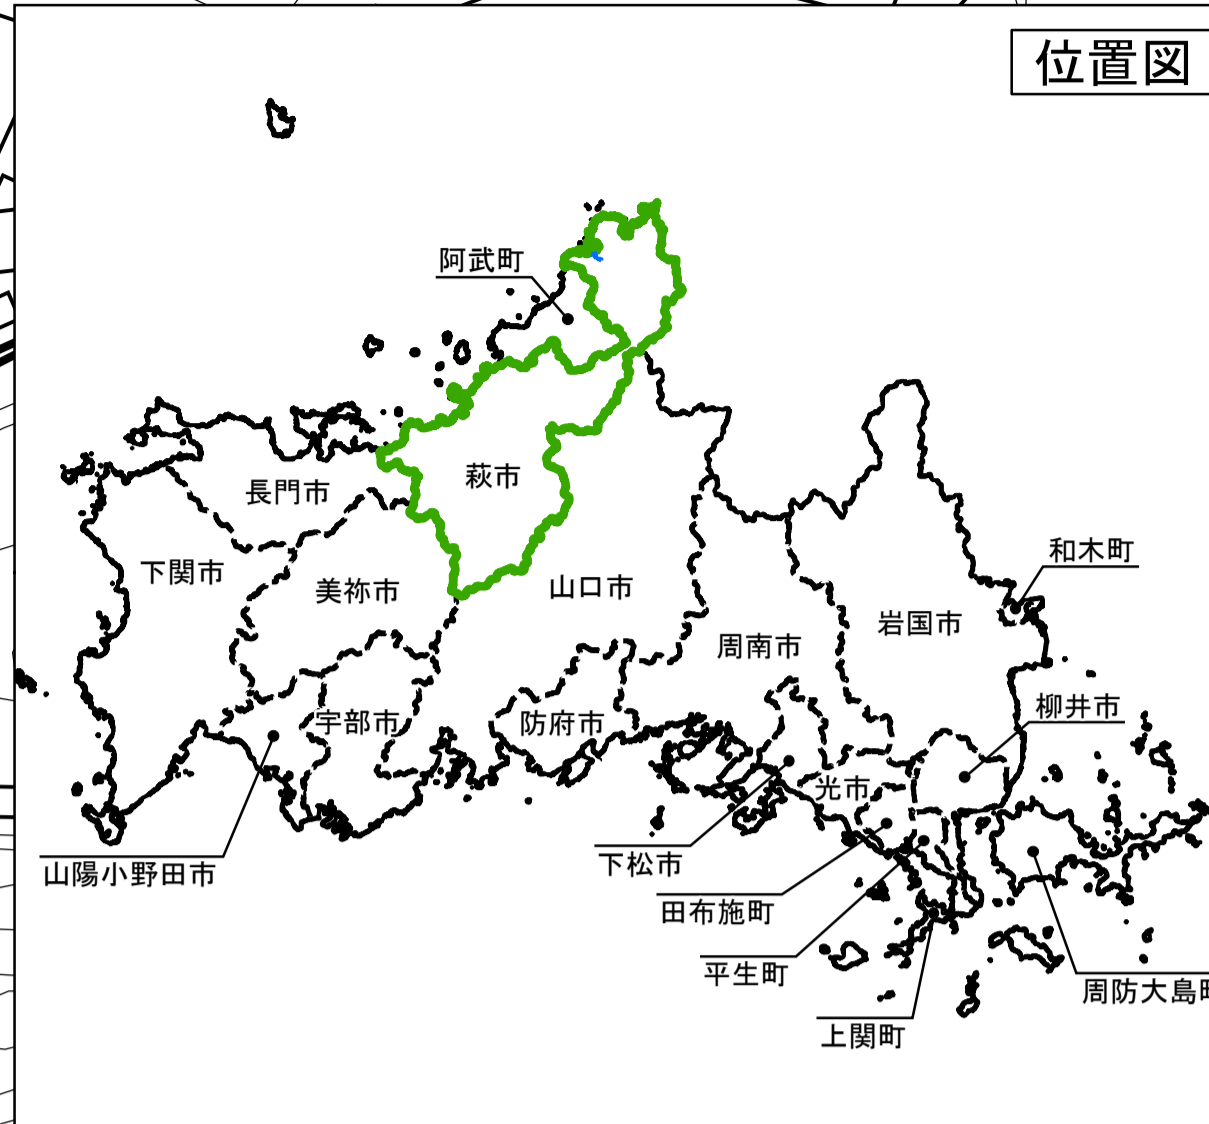 位置図
阿武町
萩市
長門市
和木町
下関市
美祢市
山口市
岩国市
周南市
柳井市
宇部市
防府市
光市
下松市
山陽小野田市
田布施町
平生町
周防大島町
上関町